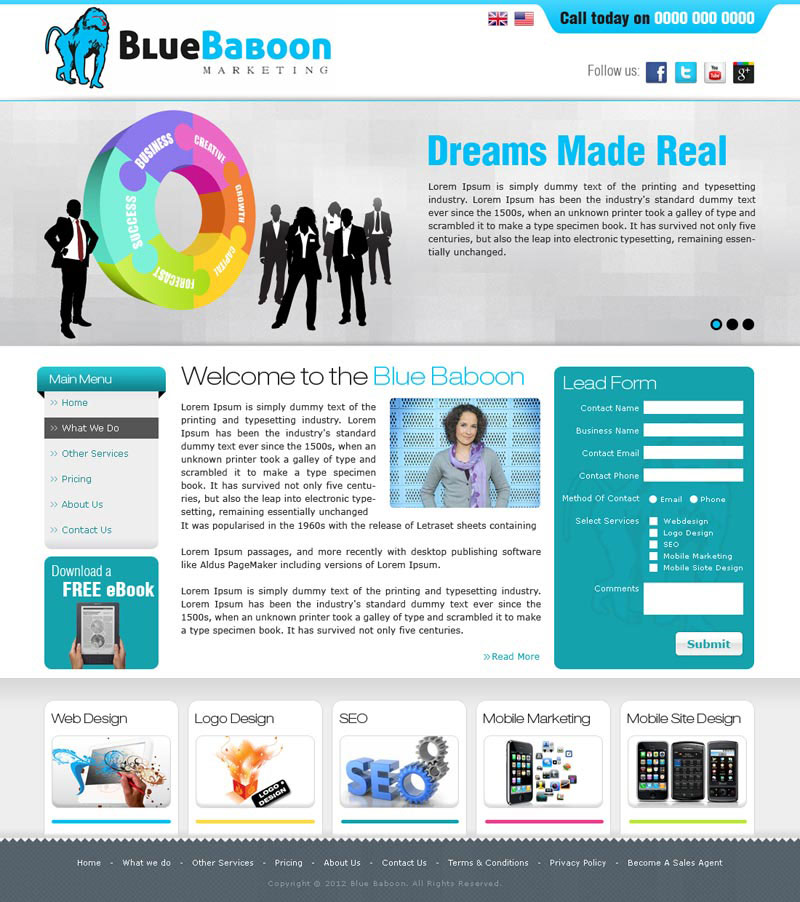 Call today on 0000 000 0000
BLUEBABOON
MARKETING
Follow us:
You
Tube
g+
BUSINESS
CREATIVE
GROWTH
CAPITAL
FORECAST
SUCCESS
Dreams Made Real
Lorem Ipsum is simply dummy text of the printing and typesetting
industry. Lorem Ipsum has been the industry's standard dummy text
ever since the 1500s, when an unknown printer took a galley of type and
scrambled it to make a type specimen book. It has survived not only five
centuries, but also the leap into electronic typesetting, remaining essen-
tially unchanged.
Main Menu
Home
What We Do
Other Services
Pricing
About Us
Contact Us
Download a
FREE eBook
Welcome to the Blue Baboon
Lorem Ipsum is simply dummy text of the
printing and typesetting industry. Lorem
Ipsum has been the industry's standard
dummy text ever since the 1500s, when an
unknown printer took a galley of type and
scrambled it to make a type specimen
book. It has survived not only five centu-
ries, but also the leap into electronic type-
setting, remaining essentially unchanged
It was popularised in the 1960s with the release of Letraset sheets containing
Lorem Ipsum passages, and more recently with desktop publishing software
like Aldus PageMaker including versions of Lorem Ipsum.
Lorem Ipsum is simply dummy text of the printing and typesetting industry.
Lorem Ipsum has been the industry's standard dummy text ever since the
1500s, when an unknown printer took a galley of type and scrambled it to make
a type specimen book. It has survived not only five centuries.
Read More
Lead Form
Contact Name
Business Name
Contact Email
Contact Phone
Method Of Contact
Email
Phone
Select Services
Webdesign
Logo Design
SEO
Mobile Marketing
Mobile Siote Design
Comments
Submit
Web Design
Logo Design
SEO
Mobile Marketing
Mobile Site Design
LOGO
DESIGN
SEO
Home - What we do - Other Services - Pricing - About Us - Contact Us - Terms & Conditions - Privacy Policy - Become A Sales Agent
Copyright © 2012 Blue Baboon. All Rights Reserved.